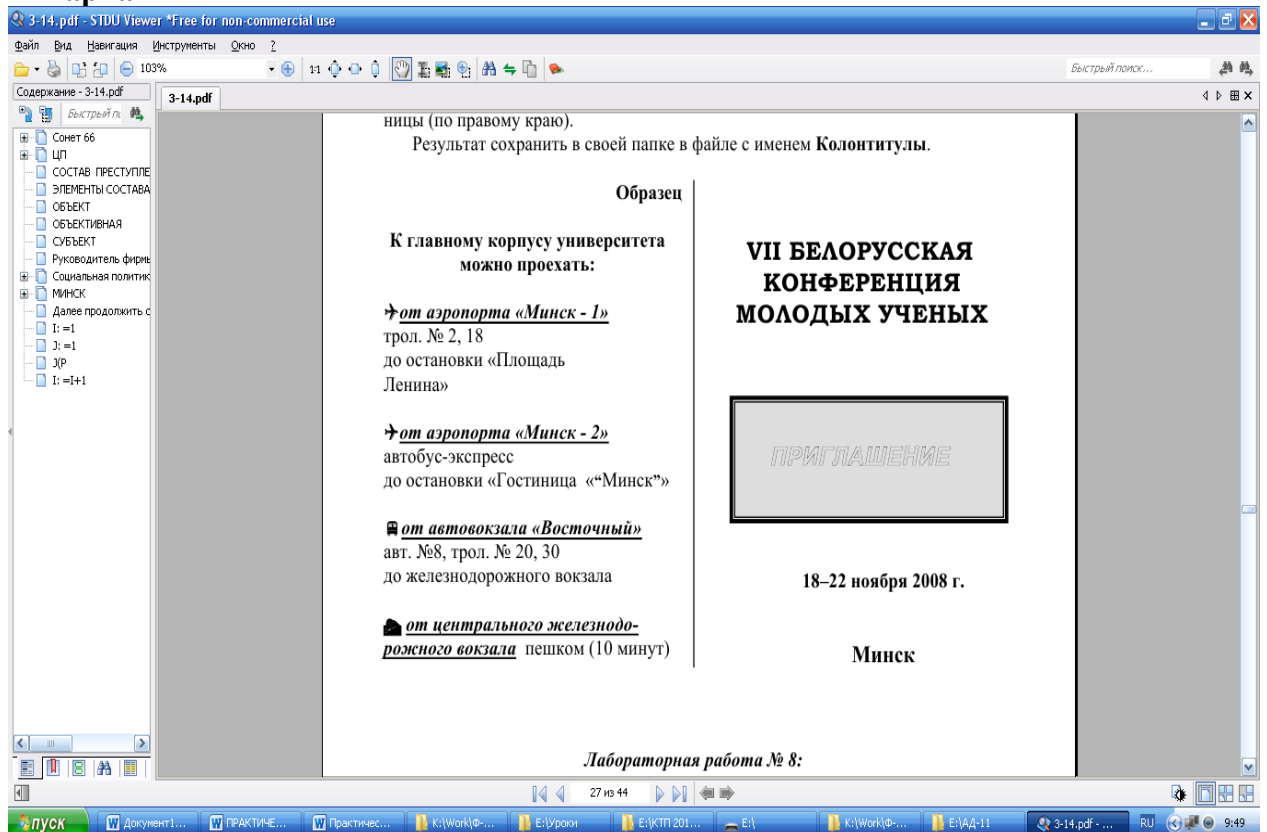 3-14.pdf - STDU Viewer *Free for non-commercial use
Файл Вид Навигация Инструменты Окно ?
103%
1:1
Быстрый поиск...
Содержание - 3-14.pdf
3-14.pdf
Быстрый п
Сонет 66
ЦП
СОСТАВ ПРЕСТУПЛЕ
ЭЛЕМЕНТЫ СОСТАВА
ОБЪЕКТ
ОБЪЕКТИВНАЯ
СУБЪЕКТ
Руководитель фирмы
Социальная политик
МИНСК
Далее продолжить с
I: =1
J: =1
J(P
I: =I+1
ницы (по правому краю).
Результат сохранить в своей папке в файле с именем Колонтитулы.
Образец
К главному корпусу университета
можно проехать:
от аэропорта «Минск - 1»
трол. № 2, 18
до остановки «Площадь
Ленина»
от аэропорта «Минск - 2»
автобус-экспресс
до остановки «Гостиница «“Минск”»
от автовокзала «Восточный»
авт. №8, трол. № 20, 30
до железнодорожного вокзала
от центрального железнодо-
рожного вокзала пешком (10 минут)
VII БЕЛОРУССКАЯ
КОНФЕРЕНЦИЯ
МОЛОДЫХ УЧЕНЫХ
ПРИГЛАШЕНИЕ
18–22 ноября 2008 г.
Минск
Лабораторная работа № 8:
27 из 44
пуск
Документ1...
ПРАКТИЧЕ...
Практичес...
K:\Work\Ф-...
E:\Уроки
E:\КТП 201...
E:\
K:\Work\Ф-...
E:\АД-11
3-14.pdf - ...
RU
9:49